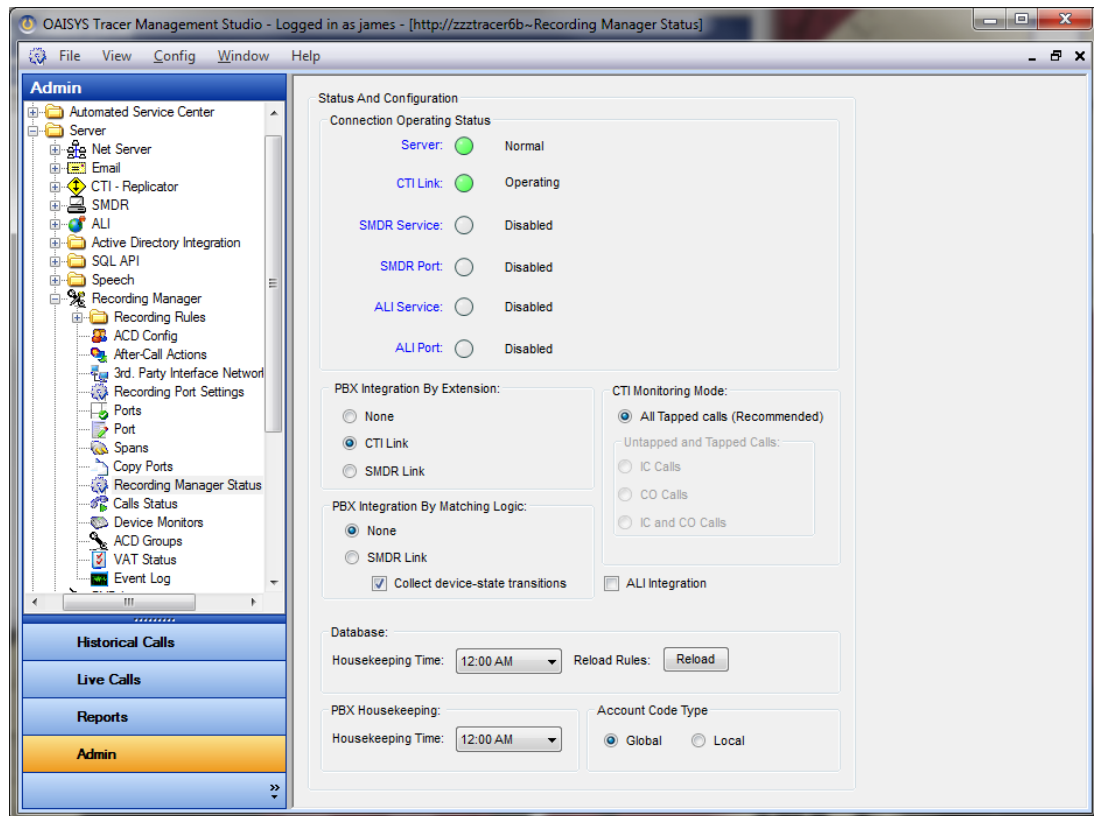 OAISYS Tracer Management Studio - Logged in as james - [http://zzztracer6b~Recording Manager Status]
File View Config Window Help
Admin
Automated Service Center
Server
Net Server
Email
CTI - Replicator
SMDR
ALI
Active Directory Integration
SQL API
Speech
Recording Manager
Recording Rules
ACD Config
After-Call Actions
3rd. Party Interface Networl
Recording Port Settings
Ports
Port
Spans
Copy Ports
Recording Manager Status
Calls Status
Device Monitors
ACD Groups
VAT Status
Event Log
Historical Calls
Live Calls
Reports
Admin
Status And Configuration
Connection Operating Status
Server: Normal
CTI Link: Operating
SMDR Service: Disabled
SMDR Port: Disabled
ALI Service: Disabled
ALI Port: Disabled
PBX Integration By Extension:
None
CTI Link
SMDR Link
CTI Monitoring Mode:
All Tapped calls (Recommended)
Untapped and Tapped Calls:
IC Calls
CO Calls
IC and CO Calls
PBX Integration By Matching Logic:
None
SMDR Link
Collect device-state transitions
ALI Integration
Database:
Housekeeping Time: 12:00 AM Reload Rules: Reload
PBX Housekeeping:
Housekeeping Time: 12:00 AM
Account Code Type
Global Local